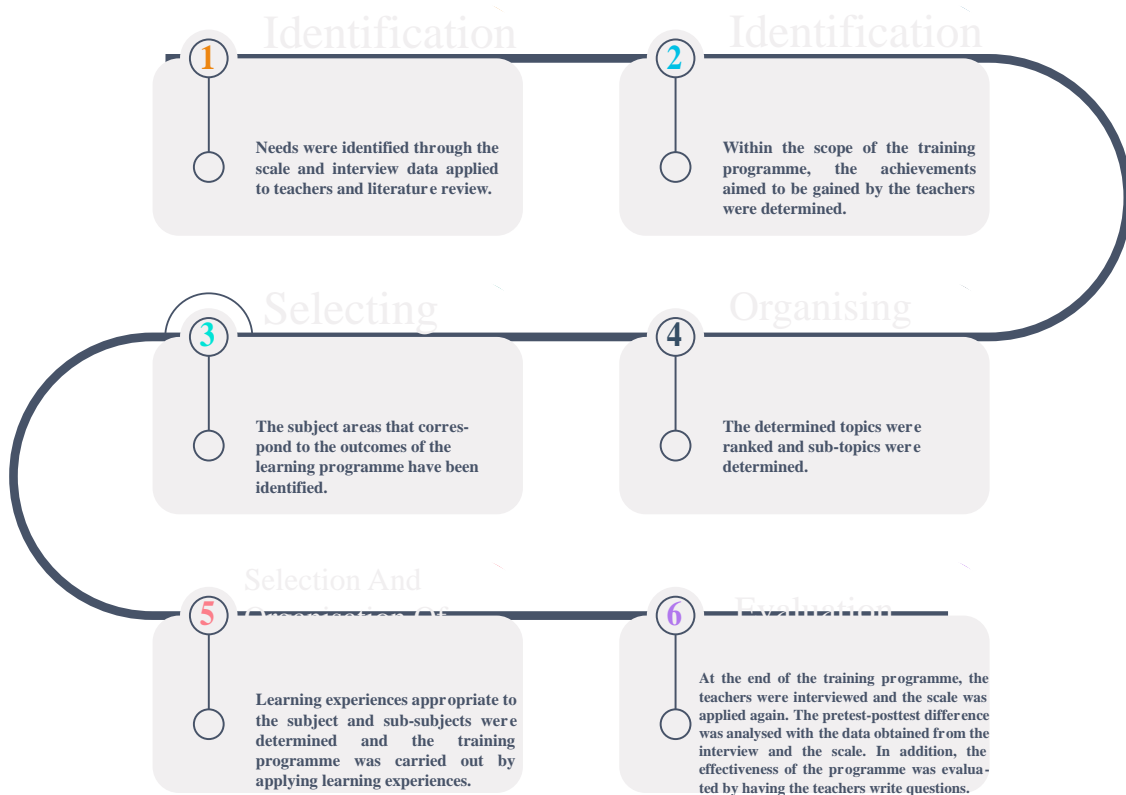 Identification
1
Needs were identified through the
scale and interview data applied
to teachers and literature review.
Identification
2
Within the scope of the training
programme, the achievements
aimed to be gained by the teachers
were determined.
Selecting
3
The subject areas that corres-
pond to the outcomes of the
learning programme have been
identified.
Organising
4
The determined topics were
ranked and sub-topics were
determined.
Selection And
Organisation Of
5
Learning experiences appropriate to
the subject and sub-subjects were
determined and the training
programme was carried out by
applying learning experiences.
Evaluation
6
At the end of the training programme, the
teachers were interviewed and the scale was
applied again. The pretest-posttest difference
was analysed with the data obtained from the
interview and the scale. In addition, the
effectiveness of the programme was evalua-
ted by having the teachers write questions.